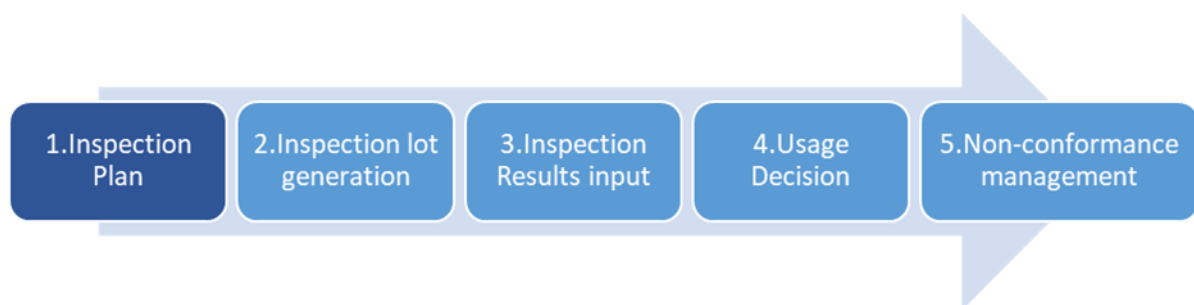 1.Inspection
Plan
2.Inspection lot
generation
3.Inspection
Results input
4.Usage
Decision
5.Non-conformance
management